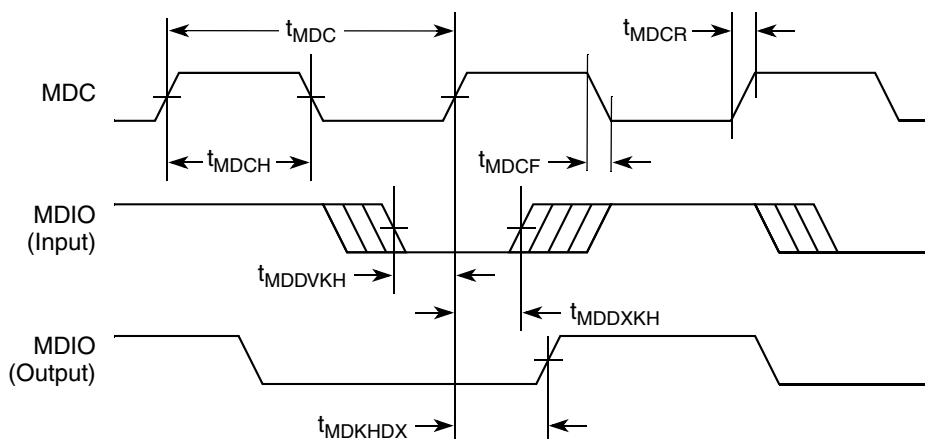 tMDC
tMDCR
MDC
tMDCH
tMDCF
MDIO
(Input)
tMDDVKH
tMDDXKH
MDIO
(Output)
tMDKHDX